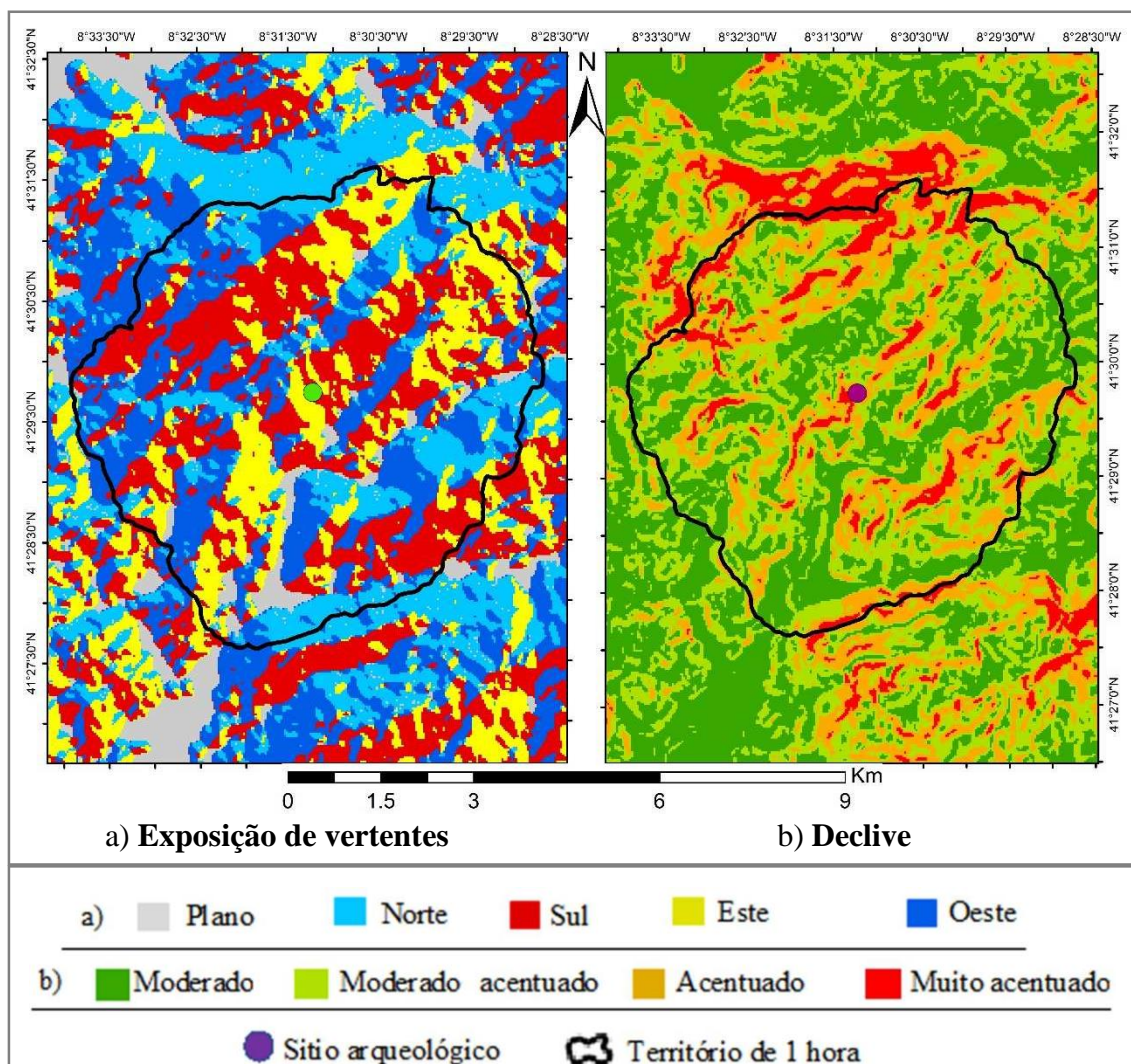 8°33'30"W 8°32'30"W 8°31'30"W 8°30'30"W 8°29'30"W 8°28'30"W
8°33'30"W 8°32'30"W 8°31'30"W 8°30'30"W 8°29'30"W 8°28'30"W
N
41°32'30"N
41°31'30"N
41°30'30"N
41°29'30"N
41°28'30"N
41°27'30"N
41°32'0"N
41°31'0"N
41°30'0"N
41°29'0"N
41°28'0"N
41°27'0"N
Km
0 1.5 3 6 9
a) Exposição de vertentes b) Declive
a) Plano Norte Sul Este Oeste
b) Moderado Moderado acentuado Acentuado Muito acentuado
Sitio arqueológico Território de 1 hora